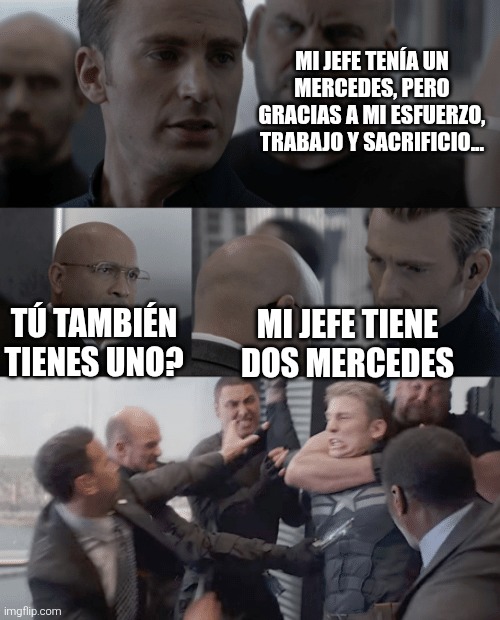 MI JEFE TENÍA UN
MERCEDES, PERO
GRACIAS A MI ESFUERZO,
TRABAJO Y SACRIFICIO...
TÚ TAMBIÉN
TIENES UNO?
MI JEFE TIENE
DOS MERCEDES
imgflip.com